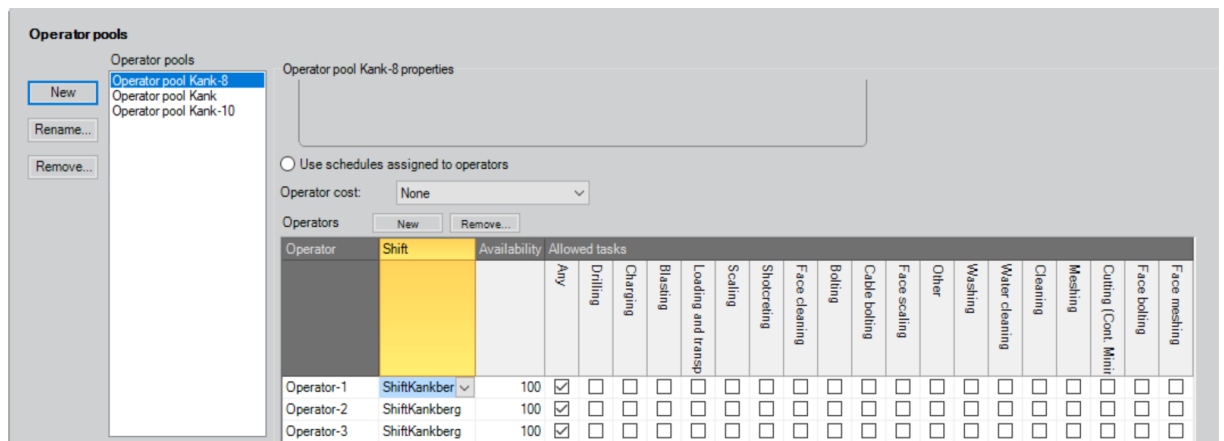 Operator pools
Operator pools
Operator pool Kank-8 properties
New
Rename...
Remove...
Operator pool Kank-8
Operator pool Kank
Operator pool Kank-10
Use schedules assigned to operators
Operator cost: None
Operators New Remove...
Operator Shift Availability Allowed tasks
Any
Drilling
Charging
Blasting
Loading and transp
Scaling
Shotcreting
Face cleaning
Bolting
Cable bolting
Face scaling
Other
Washing
Water cleaning
Cleaning
Meshing
Cutting (Cont. Minir
Face bolting
Face meshing
Operator-1 ShiftKankber 100
Operator-2 ShiftKankberg 100
Operator-3 ShiftKankberg 100